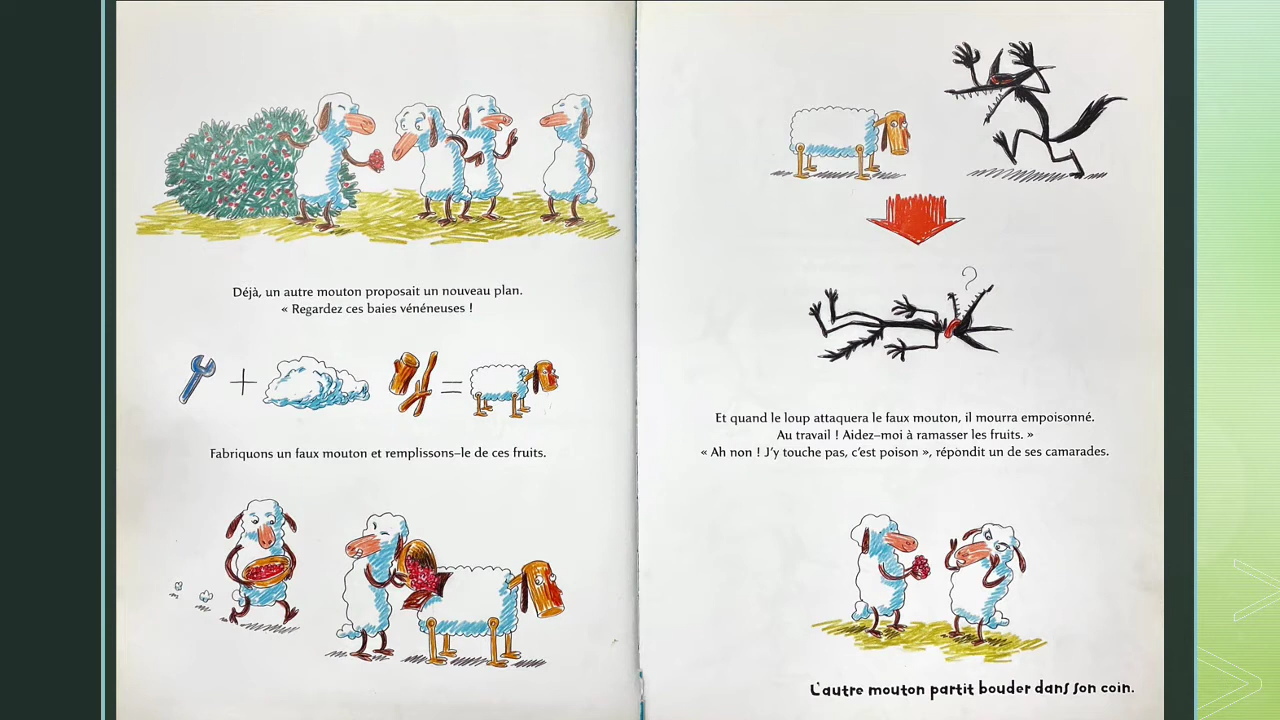 Déjà, un autre mouton proposait un nouveau plan.
« Regardez ces baies vénéneuses !
+ =
Fabriquons un faux mouton et remplissons-le de ces fruits.
?
Et quand le loup attaquera le faux mouton, il mourra empoisonné.
Au travail ! Aidez-moi à ramasser les fruits. »
« Ah non ! J'y touche pas, c'est poison », répondit un de ses camarades.
L'autre mouton partit bouder dans son coin.